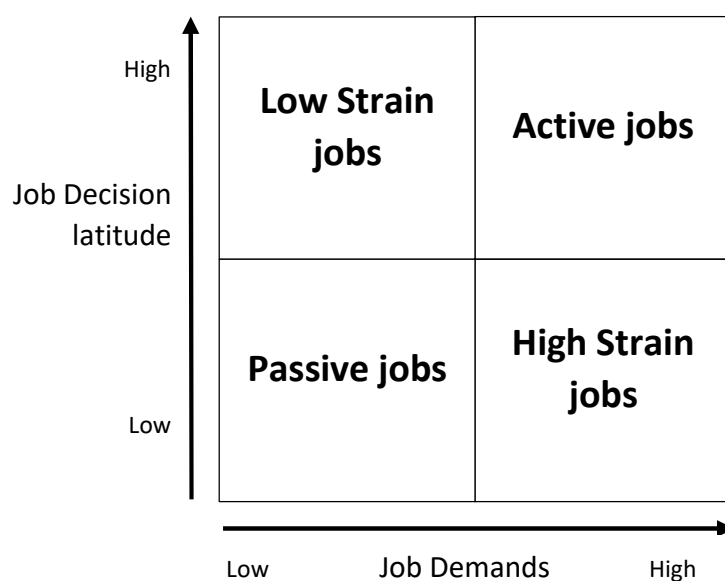 High
Low Strain
jobs
Active jobs
Job Decision
latitude
Passive jobs
High Strain
jobs
Low
Low
Job Demands
High